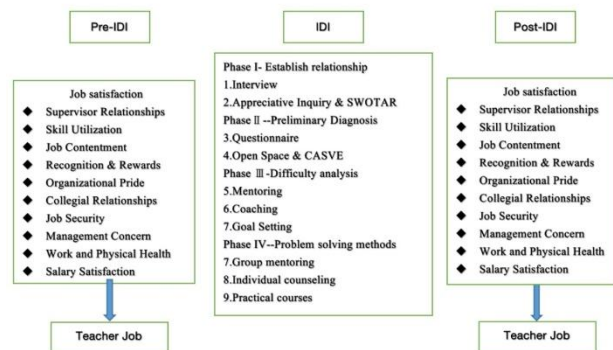 Pre-IDI
Job satisfaction
◆ Supervisor Relationships
◆ Skill Utilization
◆ Job Contentment
◆ Recognition & Rewards
◆ Organizational Pride
◆ Collegial Relationships
◆ Job Security
◆ Management Concern
◆ Work and Physical Health
◆ Salary Satisfaction
Teacher Job
IDI
Phase I- Establish relationship
1.Interview
2.Appreciative Inquiry & SWOTAR
Phase Ⅱ--Preliminary Diagnosis
3.Questionnaire
4.Open Space & CASVE
Phase Ⅲ-Difficulty analysis
5.Mentoring
6.Coaching
7.Goal Setting
Phase IV--Problem solving methods
7.Group mentoring
8.Individual counseling
9.Practical courses
Post-IDI
Job satisfaction
◆ Supervisor Relationships
◆ Skill Utilization
◆ Job Contentment
◆ Recognition & Rewards
◆ Organizational Pride
◆ Collegial Relationships
◆ Job Security
◆ Management Concern
◆ Work and Physical Health
◆ Salary Satisfaction
Teacher Job